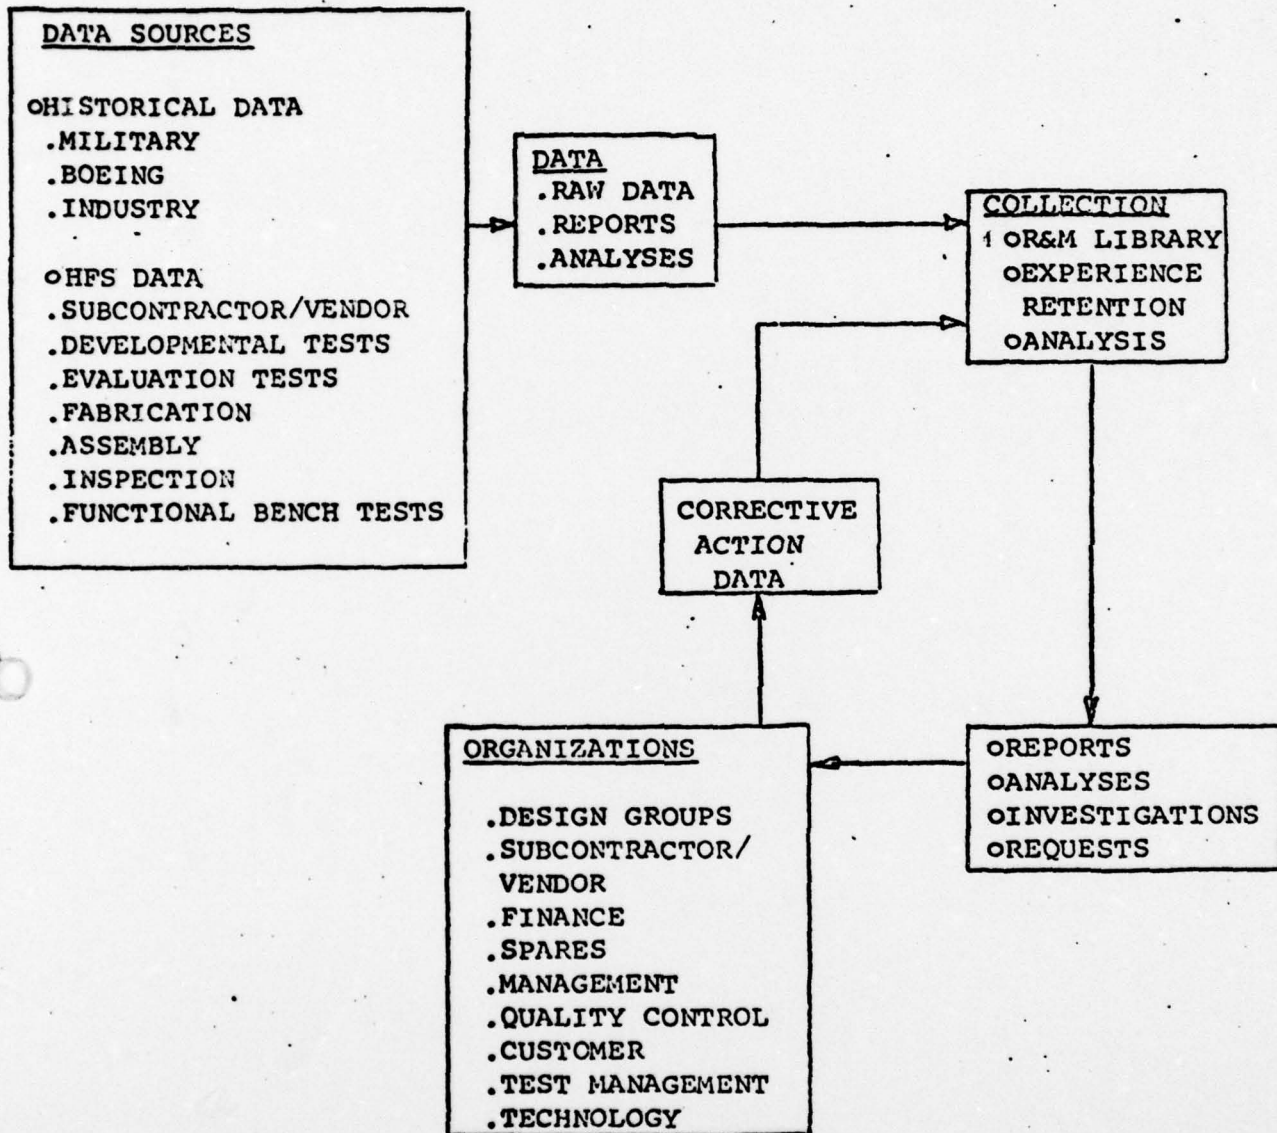 DATA SOURCES
oHISTORICAL DATA
.MILITARY
.BOEING
.INDUSTRY
oHFS DATA
.SUBCONTRACTOR/VENDOR
.DEVELOPMENTAL TESTS
.EVALUATION TESTS
.FABRICATION
.ASSEMBLY
.INSPECTION
.FUNCTIONAL BENCH TESTS
DATA
.RAW DATA
.REPORTS
.ANALYSES
COLLECTION
oR&M LIBRARY
oEXPERIENCE
RETENTION
oANALYSIS
CORRECTIVE
ACTION
DATA
ORGANIZATIONS
.DESIGN GROUPS
.SUBCONTRACTOR/
VENDOR
.FINANCE
.SPARES
.MANAGEMENT
.QUALITY CONTROL
.CUSTOMER
.TEST MANAGEMENT
.TECHNOLOGY
oREPORTS
oANALYSES
oINVESTIGATIONS
oREQUESTS